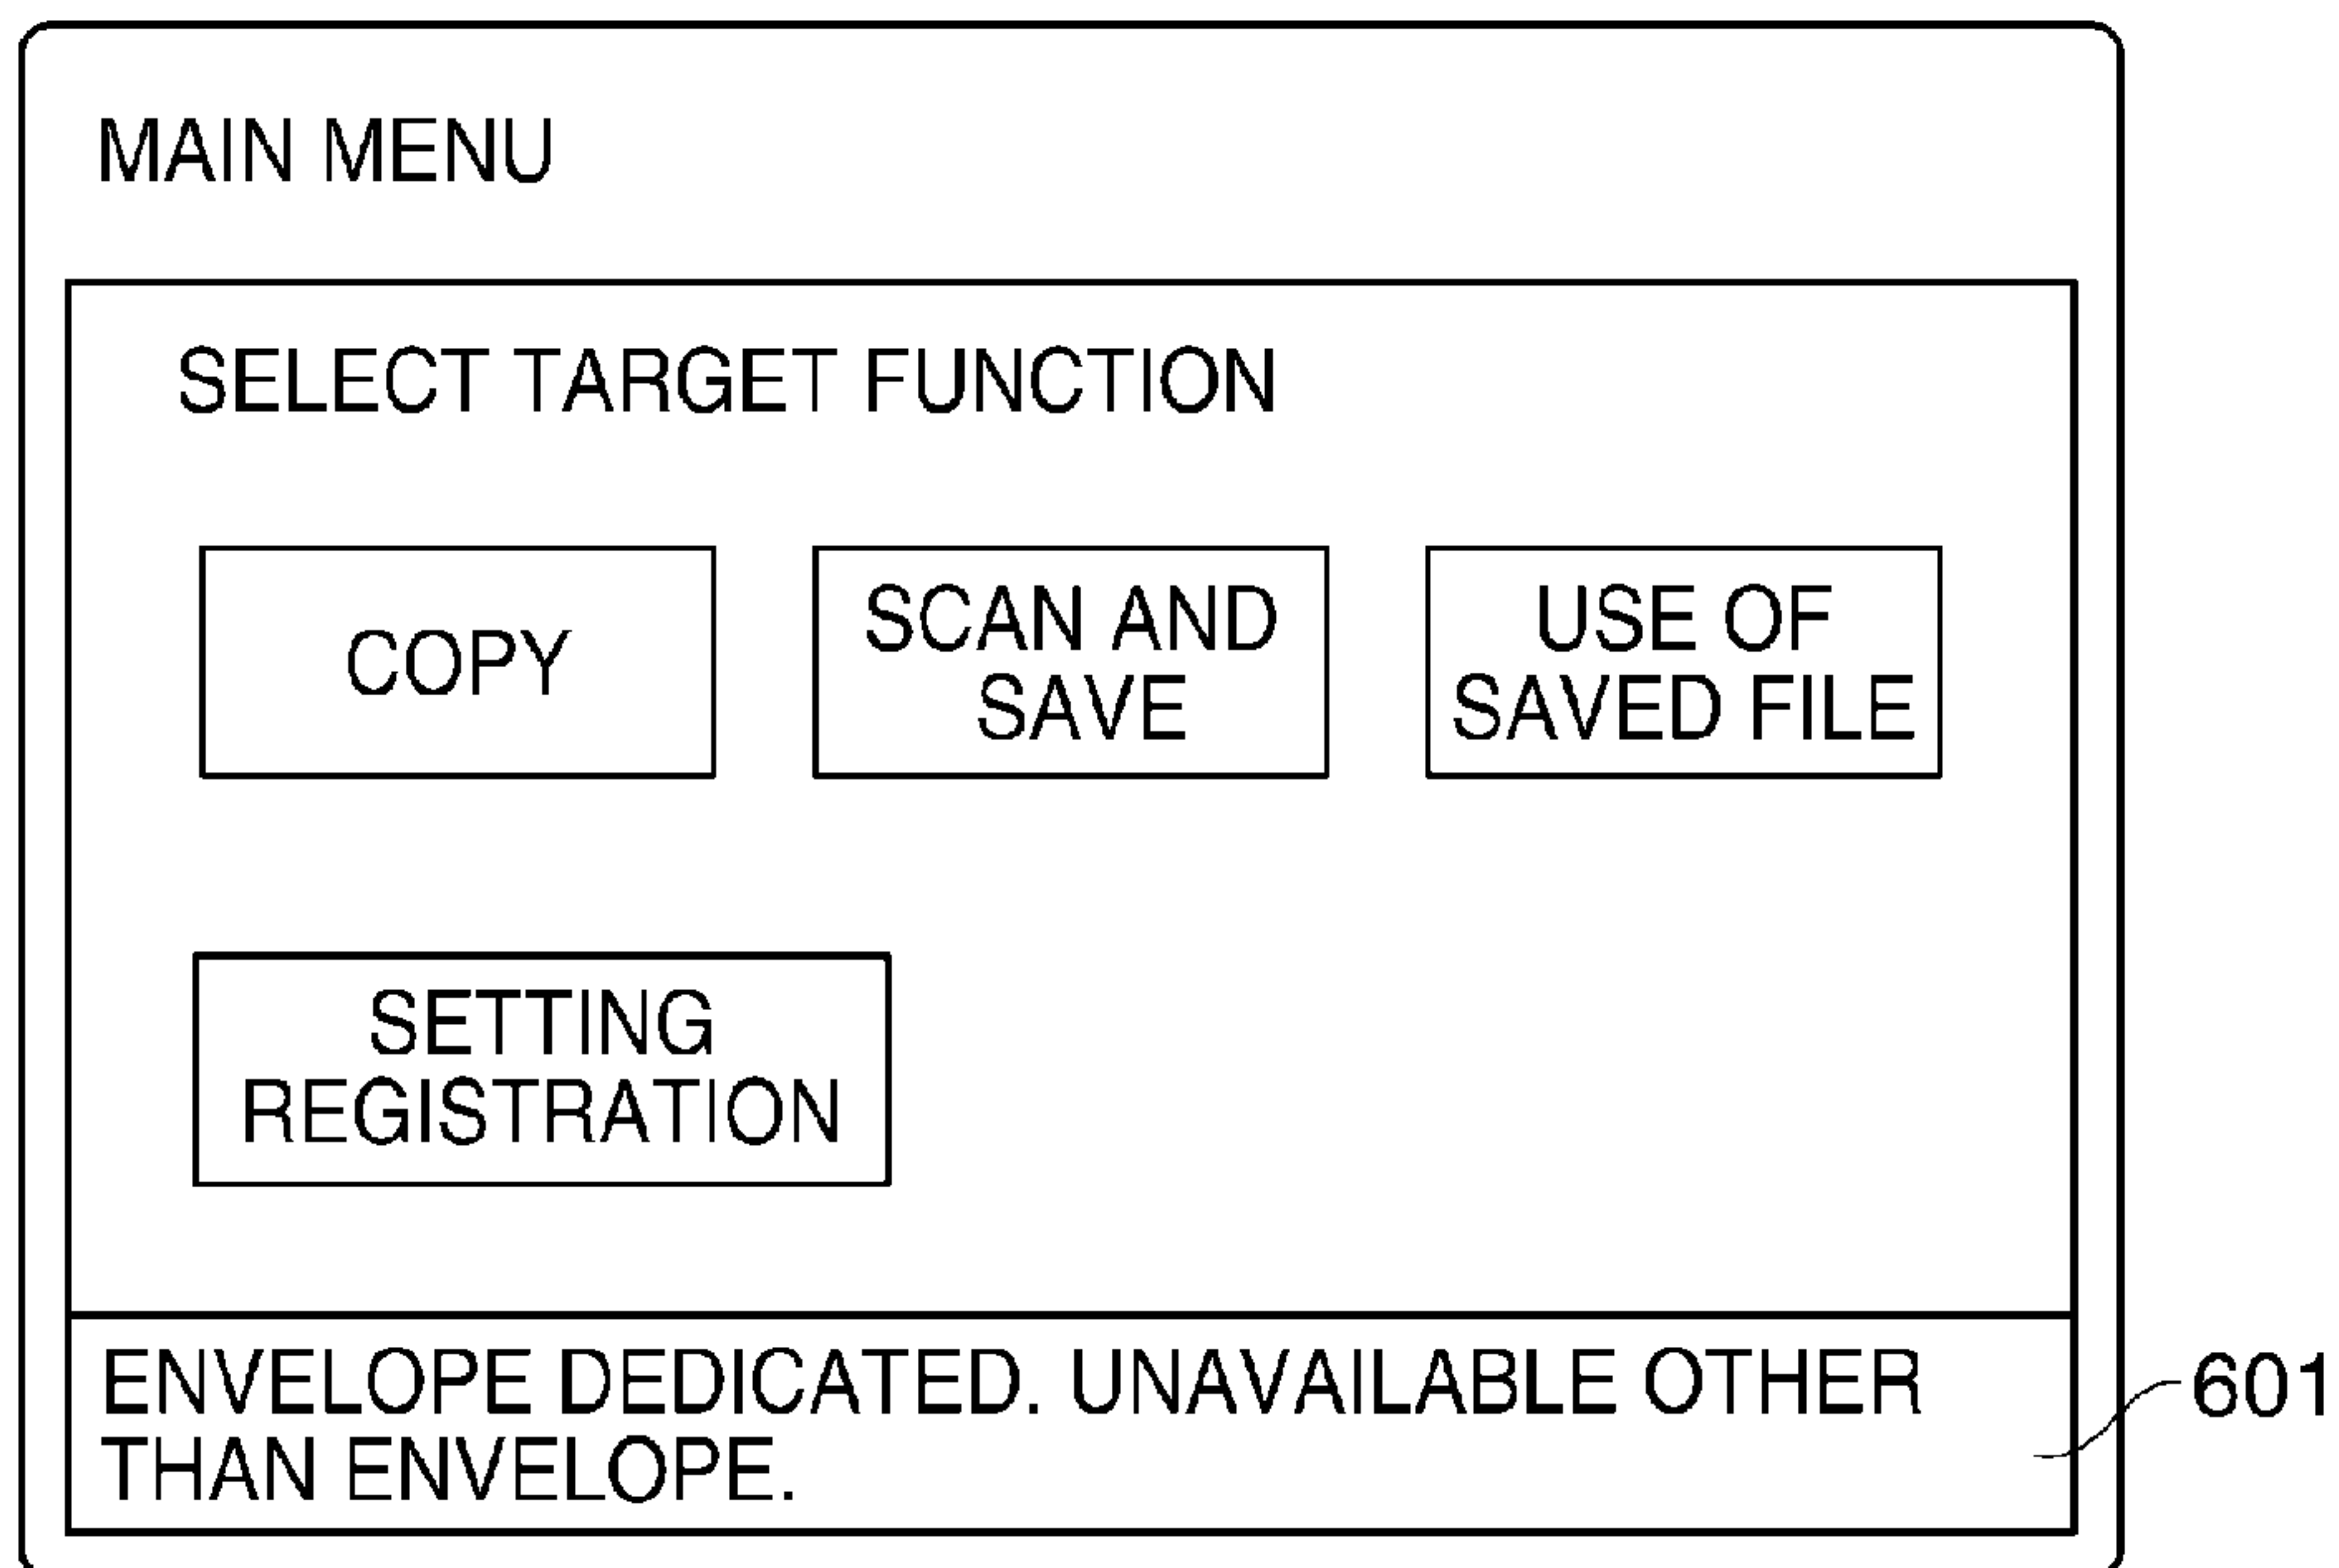 MAIN MENU
SELECT TARGET FUNCTION
COPY
SCAN AND
SAVE
USE OF
SAVED FILE
SETTING
REGISTRATION
ENVELOPE DEDICATED. UNAVAILABLE OTHER
THAN ENVELOPE.
601